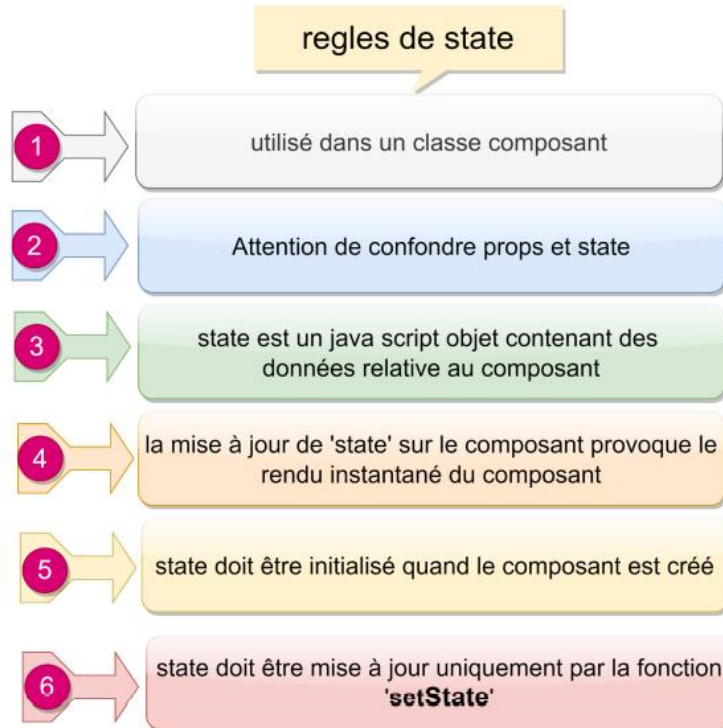 regles de state
1
utilisé dans un classe composant
2
Attention de confondre props et state
3
state est un java script objet contenant des
données relative au composant
4
la mise à jour de 'state' sur le composant provoque le
rendu instantané du composant
5
state doit être initialisé quand le composant est créé
6
state doit être mise à jour uniquement par la fonction
'setState'